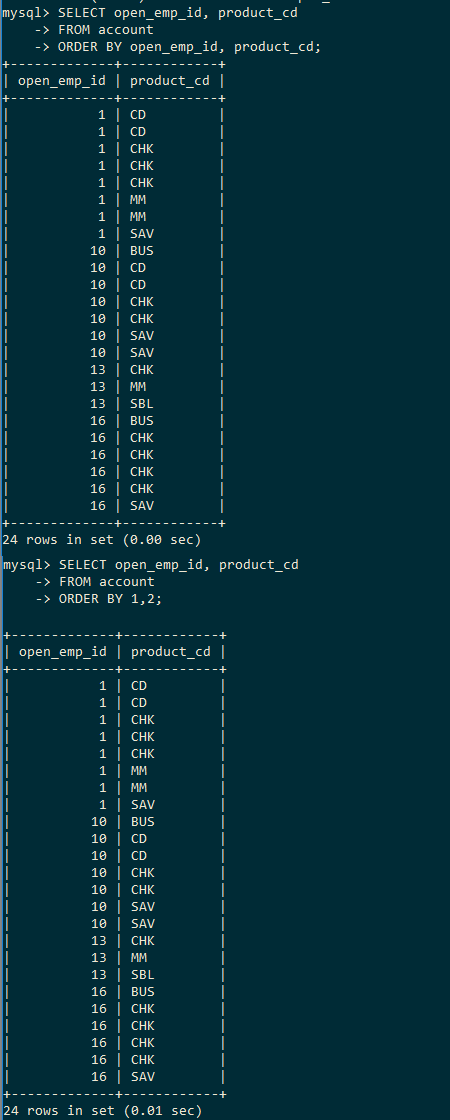 mysql> SELECT open_emp_id, product_cd
    -> FROM account
    -> ORDER BY open_emp_id, product_cd;
+-------------+------------+
| open_emp_id | product_cd |
+-------------+------------+
|           1 | CD         |
|           1 | CD         |
|           1 | CHK        |
|           1 | CHK        |
|           1 | CHK        |
|           1 | MM         |
|           1 | MM         |
|           1 | SAV        |
|          10 | BUS        |
|          10 | CD         |
|          10 | CD         |
|          10 | CHK        |
|          10 | CHK        |
|          10 | SAV        |
|          10 | SAV        |
|          13 | CHK        |
|          13 | MM         |
|          13 | SBL        |
|          16 | BUS        |
|          16 | CHK        |
|          16 | CHK        |
|          16 | CHK        |
|          16 | CHK        |
|          16 | SAV        |
+-------------+------------+
24 rows in set (0.00 sec)
mysql> SELECT open_emp_id, product_cd
    -> FROM account
    -> ORDER BY 1,2;
+-------------+------------+
| open_emp_id | product_cd |
+-------------+------------+
|           1 | CD         |
|           1 | CD         |
|           1 | CHK        |
|           1 | CHK        |
|           1 | CHK        |
|           1 | MM         |
|           1 | MM         |
|           1 | SAV        |
|          10 | BUS        |
|          10 | CD         |
|          10 | CD         |
|          10 | CHK        |
|          10 | CHK        |
|          10 | SAV        |
|          10 | SAV        |
|          13 | CHK        |
|          13 | MM         |
|          13 | SBL        |
|          16 | BUS        |
|          16 | CHK        |
|          16 | CHK        |
|          16 | CHK        |
|          16 | CHK        |
|          16 | SAV        |
+-------------+------------+
24 rows in set (0.01 sec)